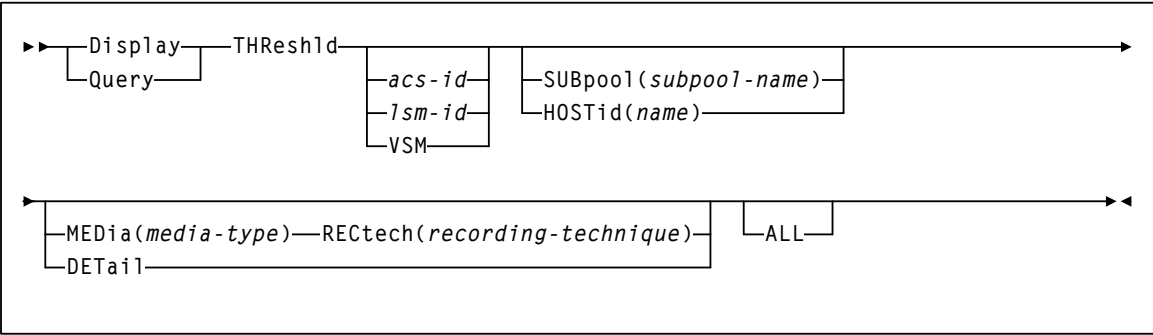 Display THReshld
Query acs-id SUBpool(subpool-name)
lsm-id HOSTid(name)
VSM
MEDia(media-type) RECtech(recording-technique) ALL
DETail